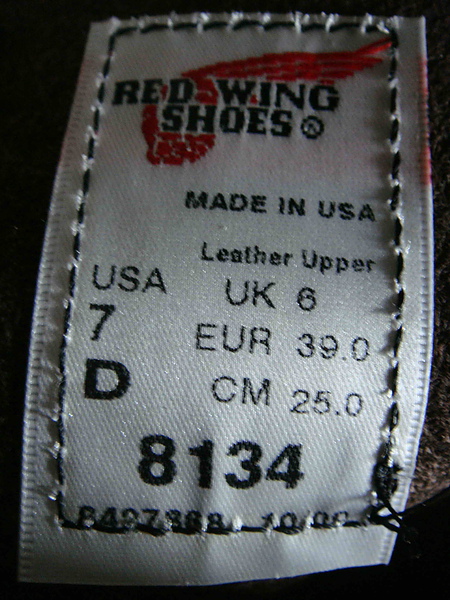 RED WING
SHOES®
MADE IN USA
Leather Upper
USA UK 6
7 EUR 39.0
D CM 25.0
8134